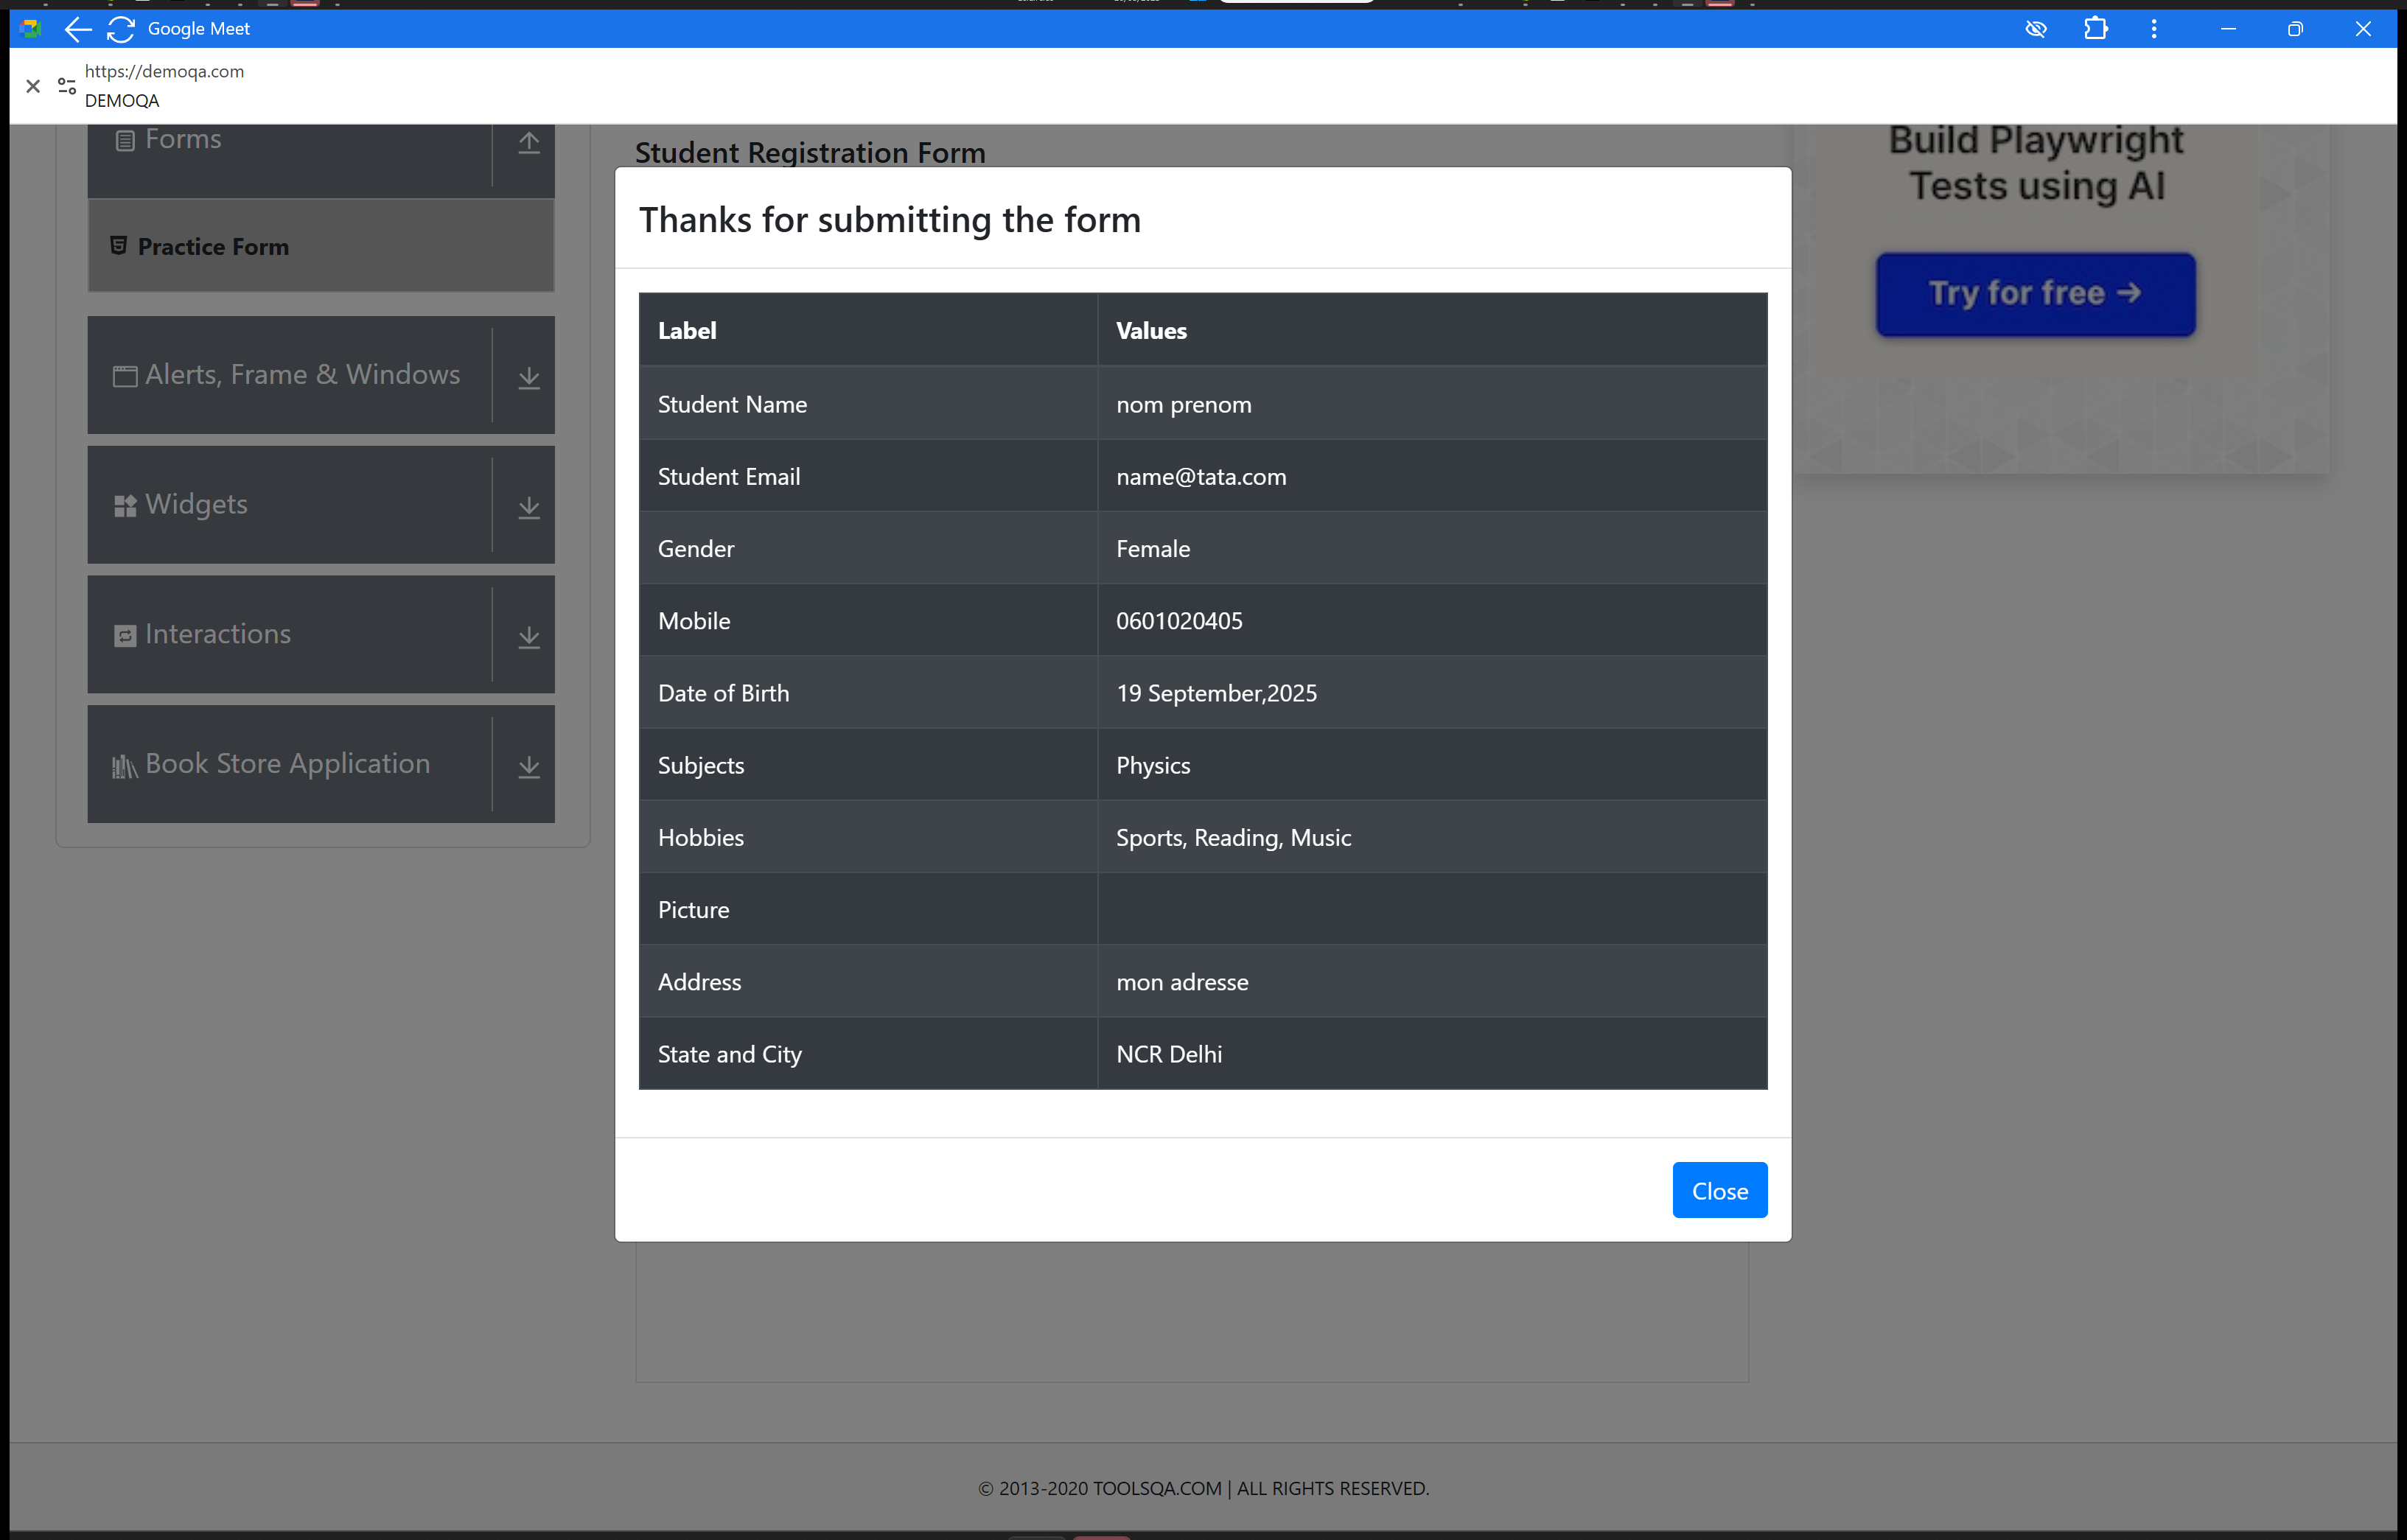 Google Meet
https://demoqa.com
DEMOQA
Forms
Practice Form
Alerts, Frame & Windows
Widgets
Interactions
Book Store Application
Student Registration Form
Thanks for submitting the form
Label Values
Student Name nom prenom
Student Email name@tata.com
Gender Female
Mobile 0601020405
Date of Birth 19 September,2025
Subjects Physics
Hobbies Sports, Reading, Music
Picture
Address mon adresse
State and City NCR Delhi
Close
Build Playwright
Tests using AI
Try for free →
© 2013-2020 TOOLSQA.COM | ALL RIGHTS RESERVED.